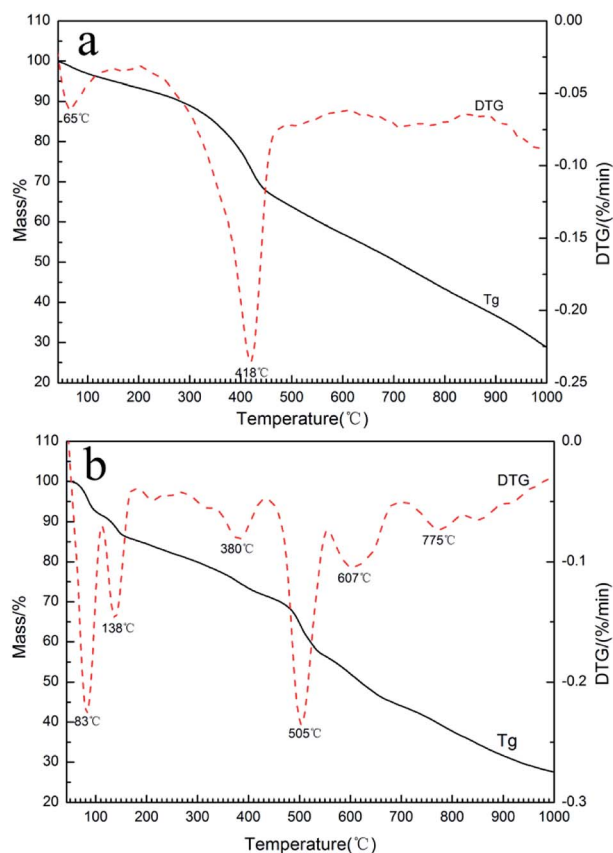 a
110
100
90
80
70
60
50
40
30
20
Mass/%
0.00
-0.05
-0.10
-0.15
-0.20
-0.25
DTG/(%/min)
65℃
DTG
418℃
Tg
100 200 300 400 500 600 700 800 900 1000
Temperature(℃)
b
110
100
90
80
70
60
50
40
30
20
Mass/%
0.0
-0.1
-0.2
-0.3
DTG/(%/min)
DTG
380℃
775℃
607℃
138℃
83℃
505℃
Tg
100 200 300 400 500 600 700 800 900 1000
Temperature(℃)